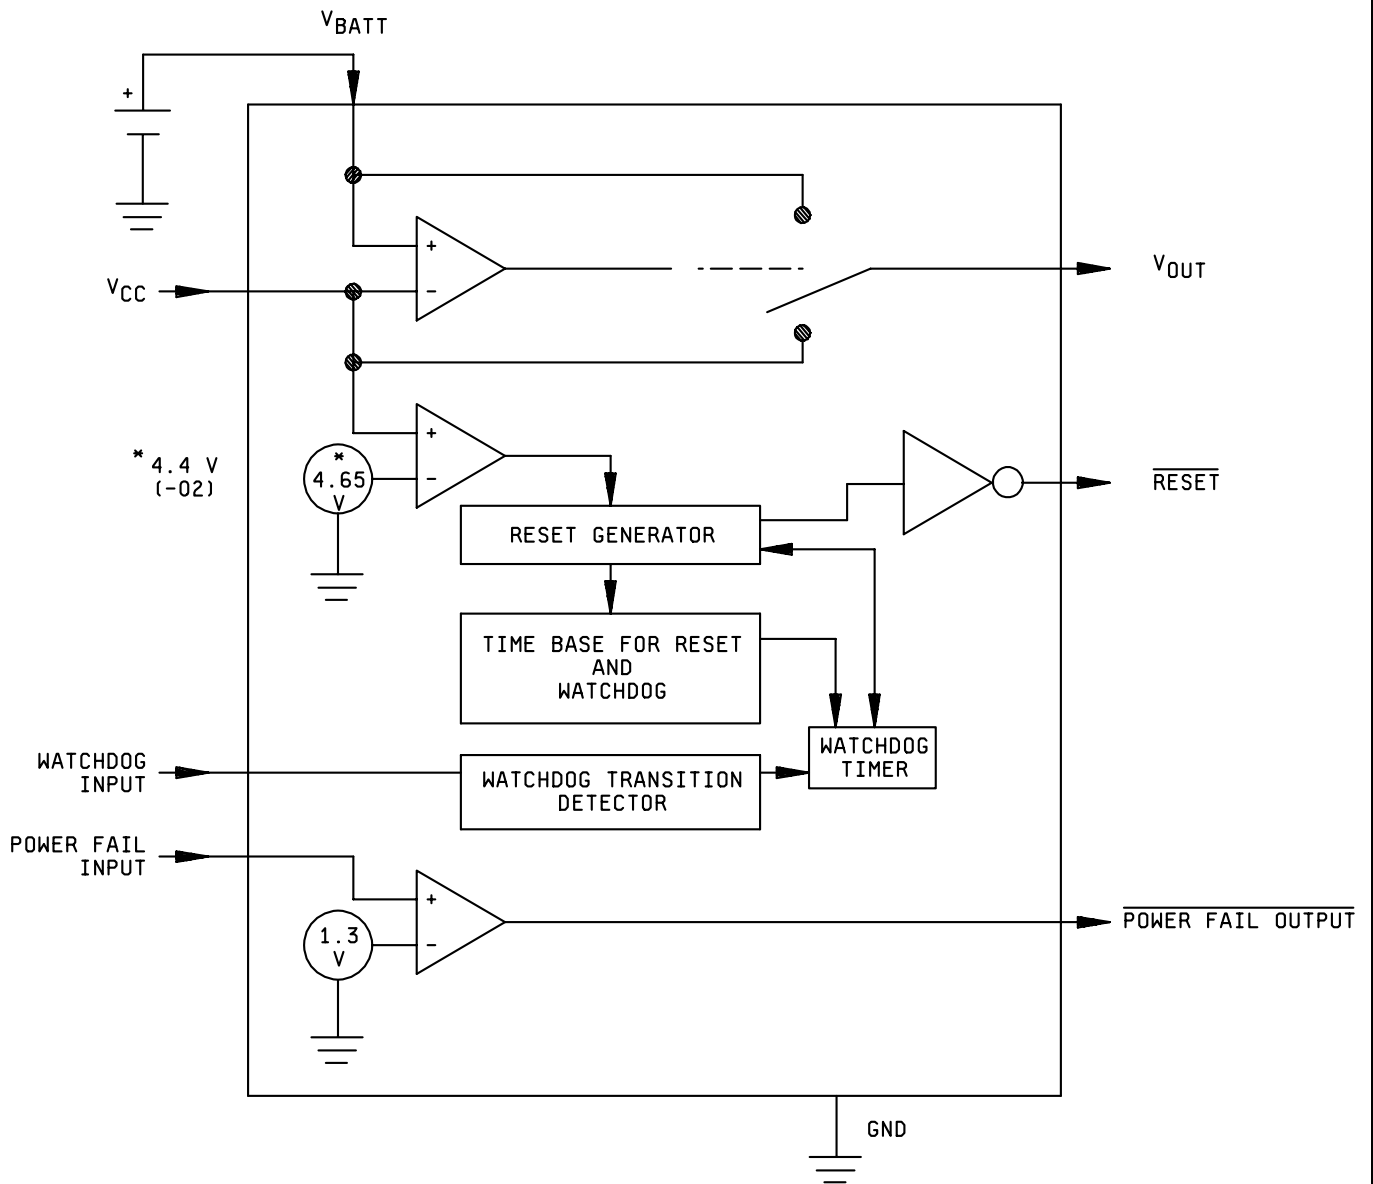 VBATT
+
+
VCC
−
VOUT
+
* 4.4 V
(-02)
*
4.65
V
−
RESET
RESET GENERATOR
TIME BASE FOR RESET
AND
WATCHDOG
WATCHDOG
INPUT
WATCHDOG TRANSITION
DETECTOR
WATCHDOG
TIMER
POWER FAIL
INPUT
+
1.3
V
−
POWER FAIL OUTPUT
GND